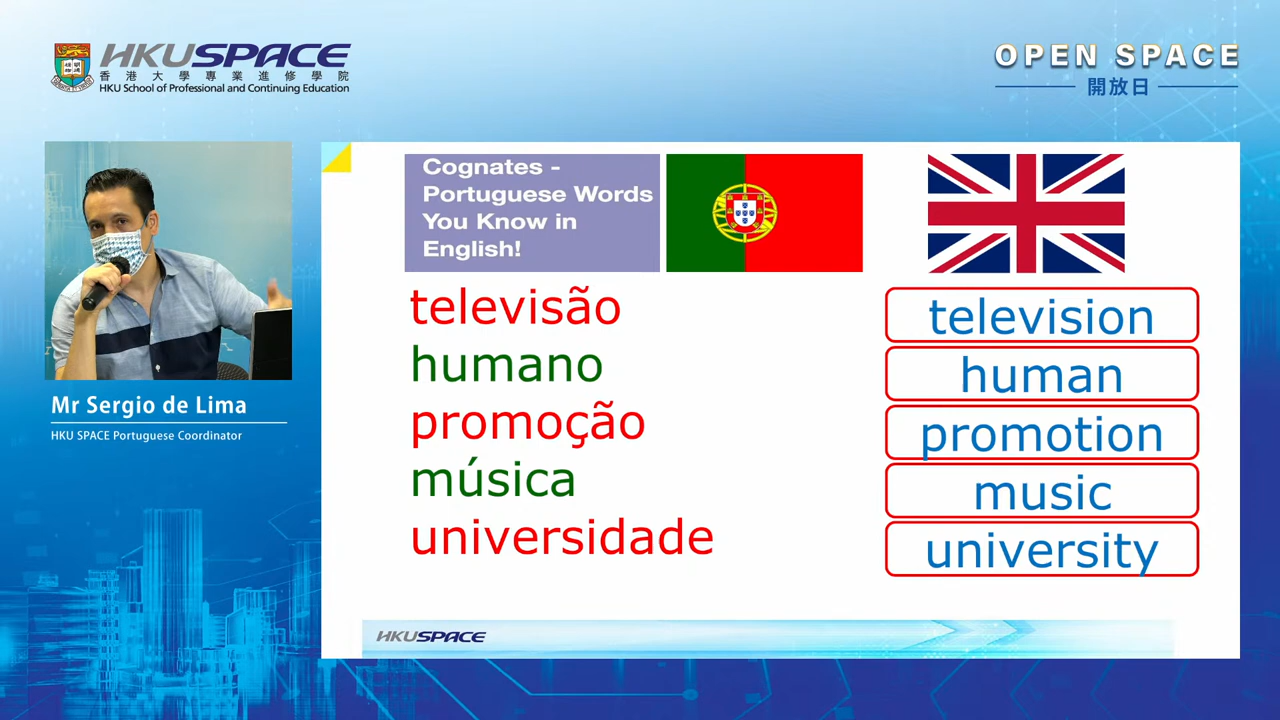 HKUSPACE
香港大學專業進修學院
HKU School of Professional and Continuing Education
OPEN SPACE
開放日
Mr Sergio de Lima
HKU SPACE Portuguese Coordinator
Cognates -
Portuguese Words
You Know in
English!
televisão
television
humano
human
promoção
promotion
música
music
universidade
university
HKUSPACE